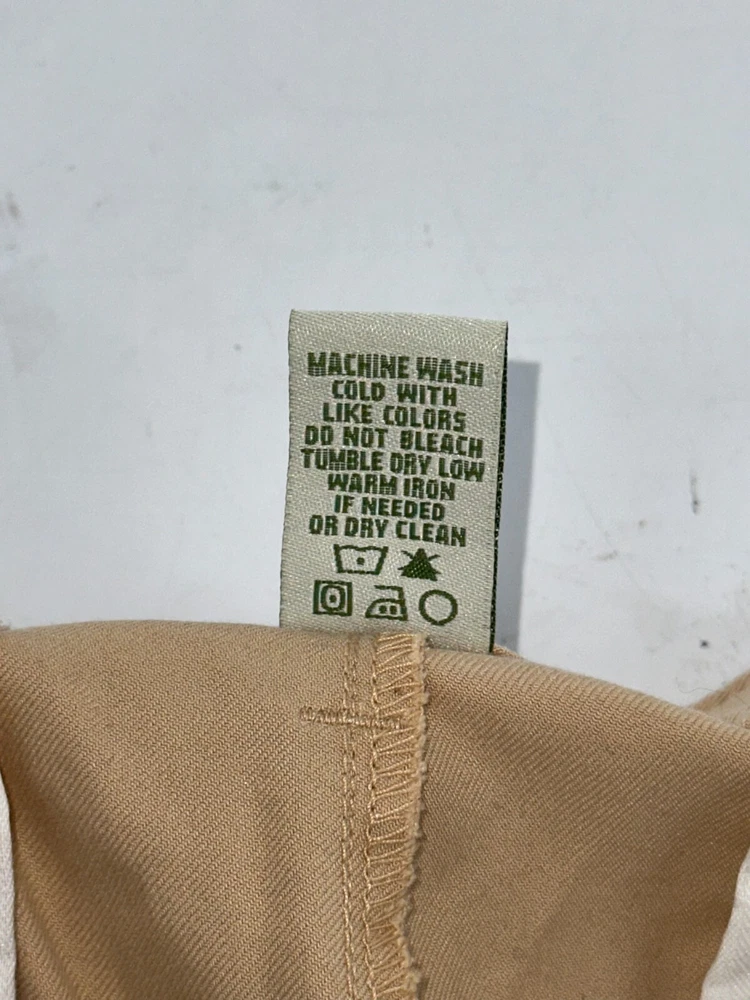 MACHINE WASH
COLD WITH
LIKE COLORS
DO NOT BLEACH
TUMBLE DRY LOW
WARM IRON
IF NEEDED
OR DRY CLEAN